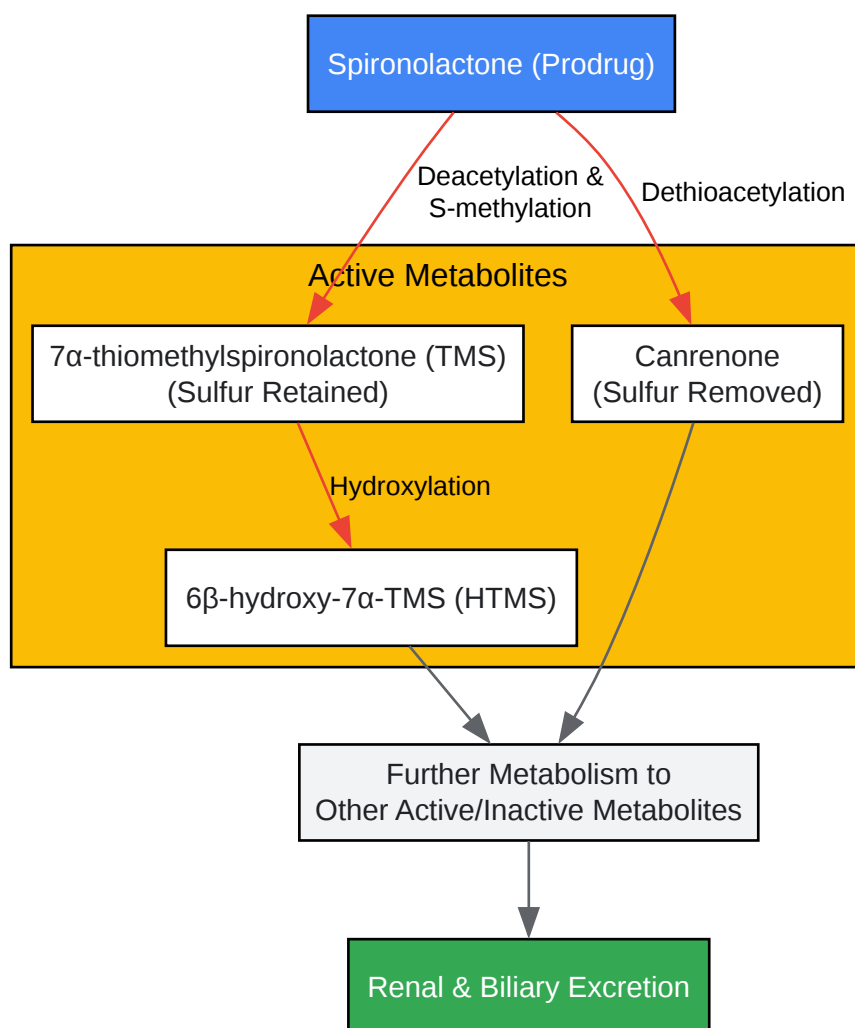 Spironolactone (Prodrug)
Deacetylation &
S-methylation
Dethioacetylation
Active Metabolites
7α-thiomethylspironolactone (TMS)
(Sulfur Retained)
Canrenone
(Sulfur Removed)
Hydroxylation
6β-hydroxy-7α-TMS (HTMS)
Further Metabolism to
Other Active/Inactive Metabolites
Renal & Biliary Excretion